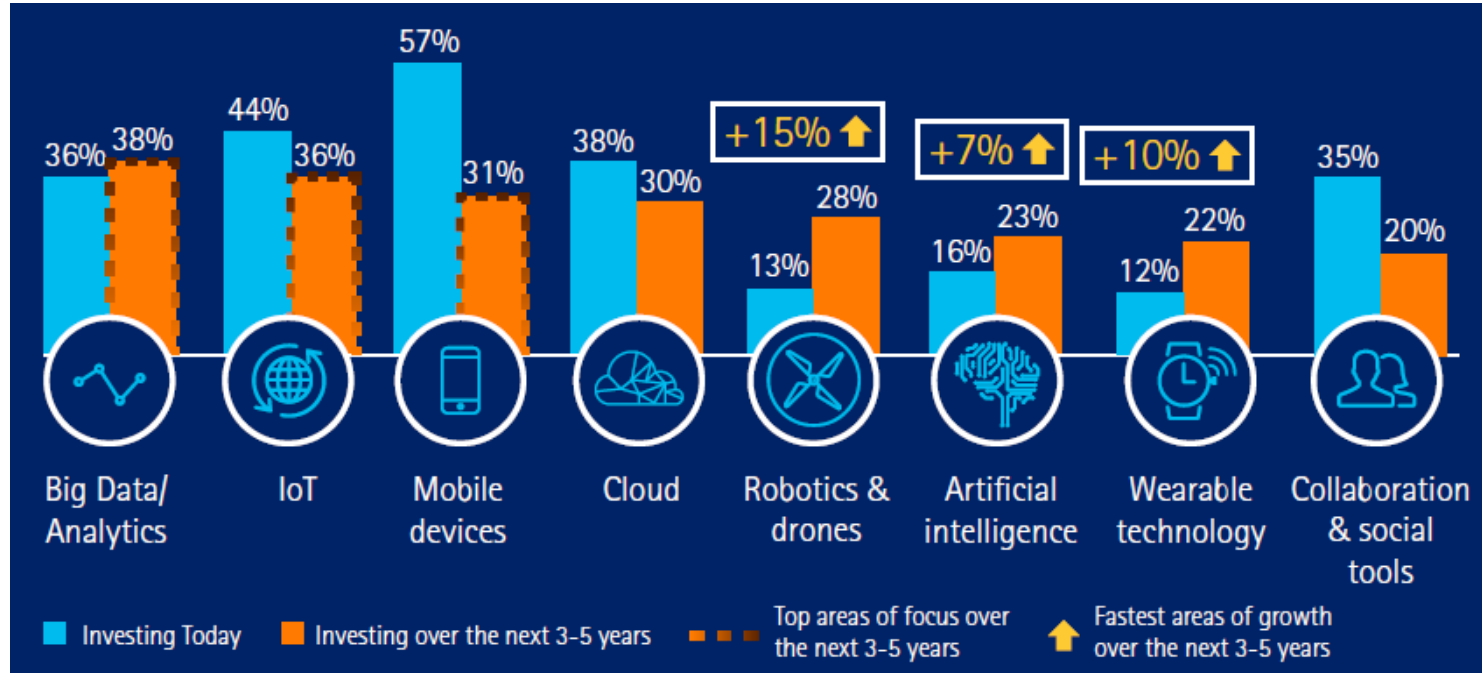 36%
38%
44%
36%
57%
31%
38%
30%
+15%
13%
28%
+7%
16%
23%
+10%
12%
22%
35%
20%
Big Data/
Analytics
IoT
Mobile
devices
Cloud
Robotics &
drones
Artificial
intelligence
Wearable
technology
Collaboration
& social
tools
Investing Today
Investing over the next 3-5 years
Top areas of focus over
the next 3-5 years
Fastest areas of growth
over the next 3-5 years